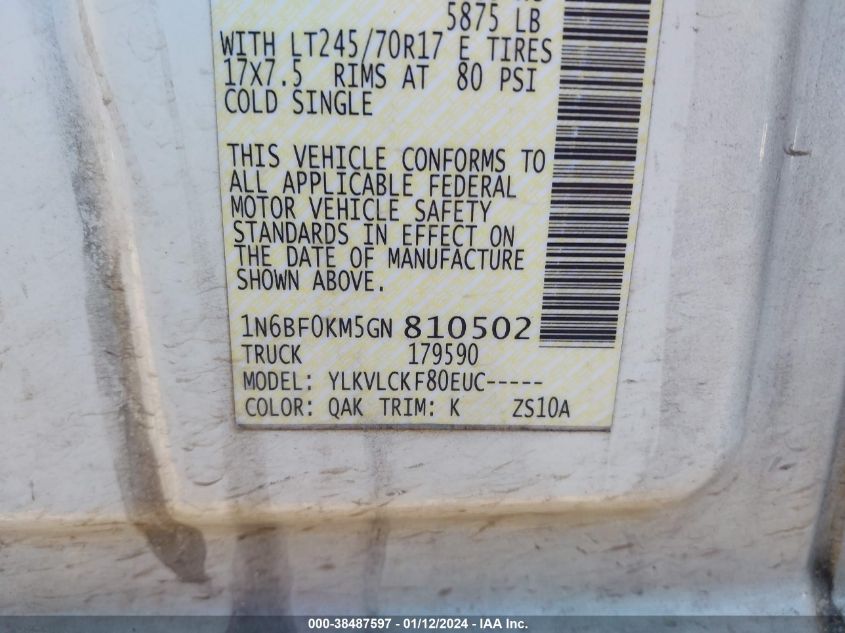 5875 LB
WITH LT245/70R17 E TIRES
17X7.5 RIMS AT 80 PSI
COLD SINGLE
THIS VEHICLE CONFORMS TO
ALL APPLICABLE FEDERAL
MOTOR VEHICLE SAFETY
STANDARDS IN EFFECT ON
THE DATE OF MANUFACTURE
SHOWN ABOVE.
1N6BF0KM5GN 810502
TRUCK 179590
MODEL: YLKVLCKF80EUC-----
COLOR: QAK TRIM: K ZS10A
000-38487597 - 01/12/2024 - IAA Inc.